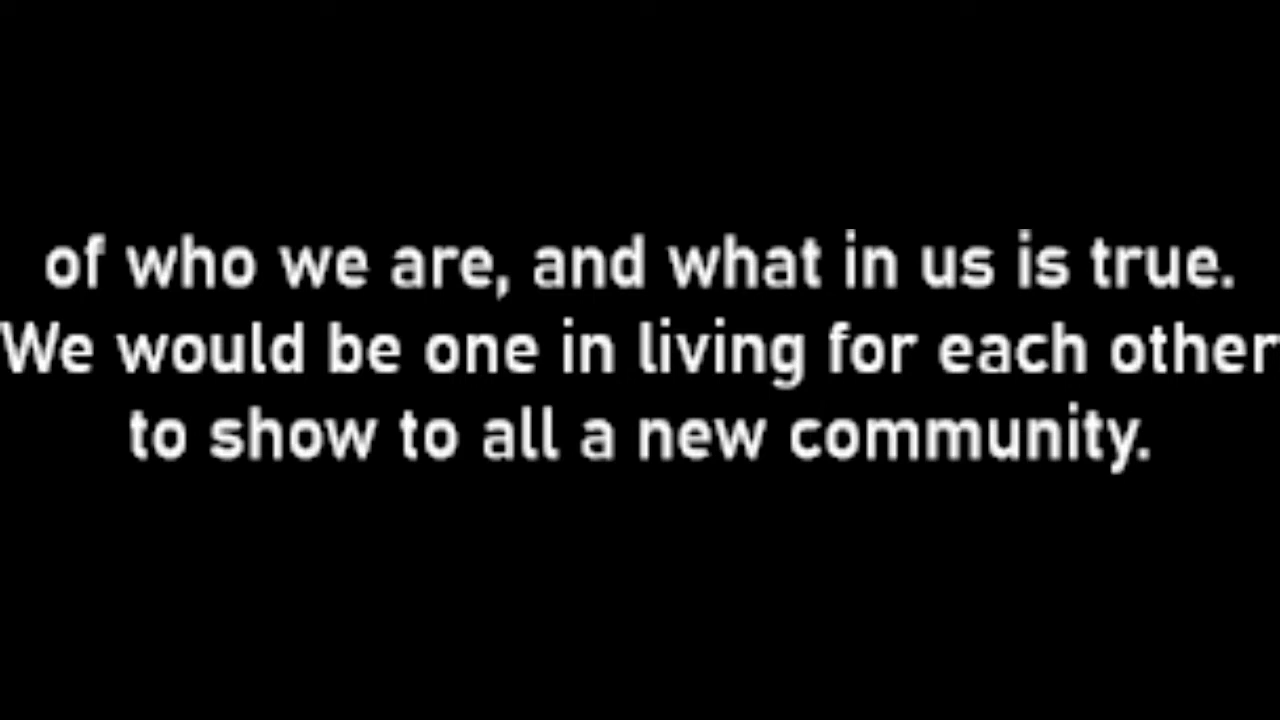 of who we are, and what in us is true.
We would be one in living for each other
to show to all a new community.